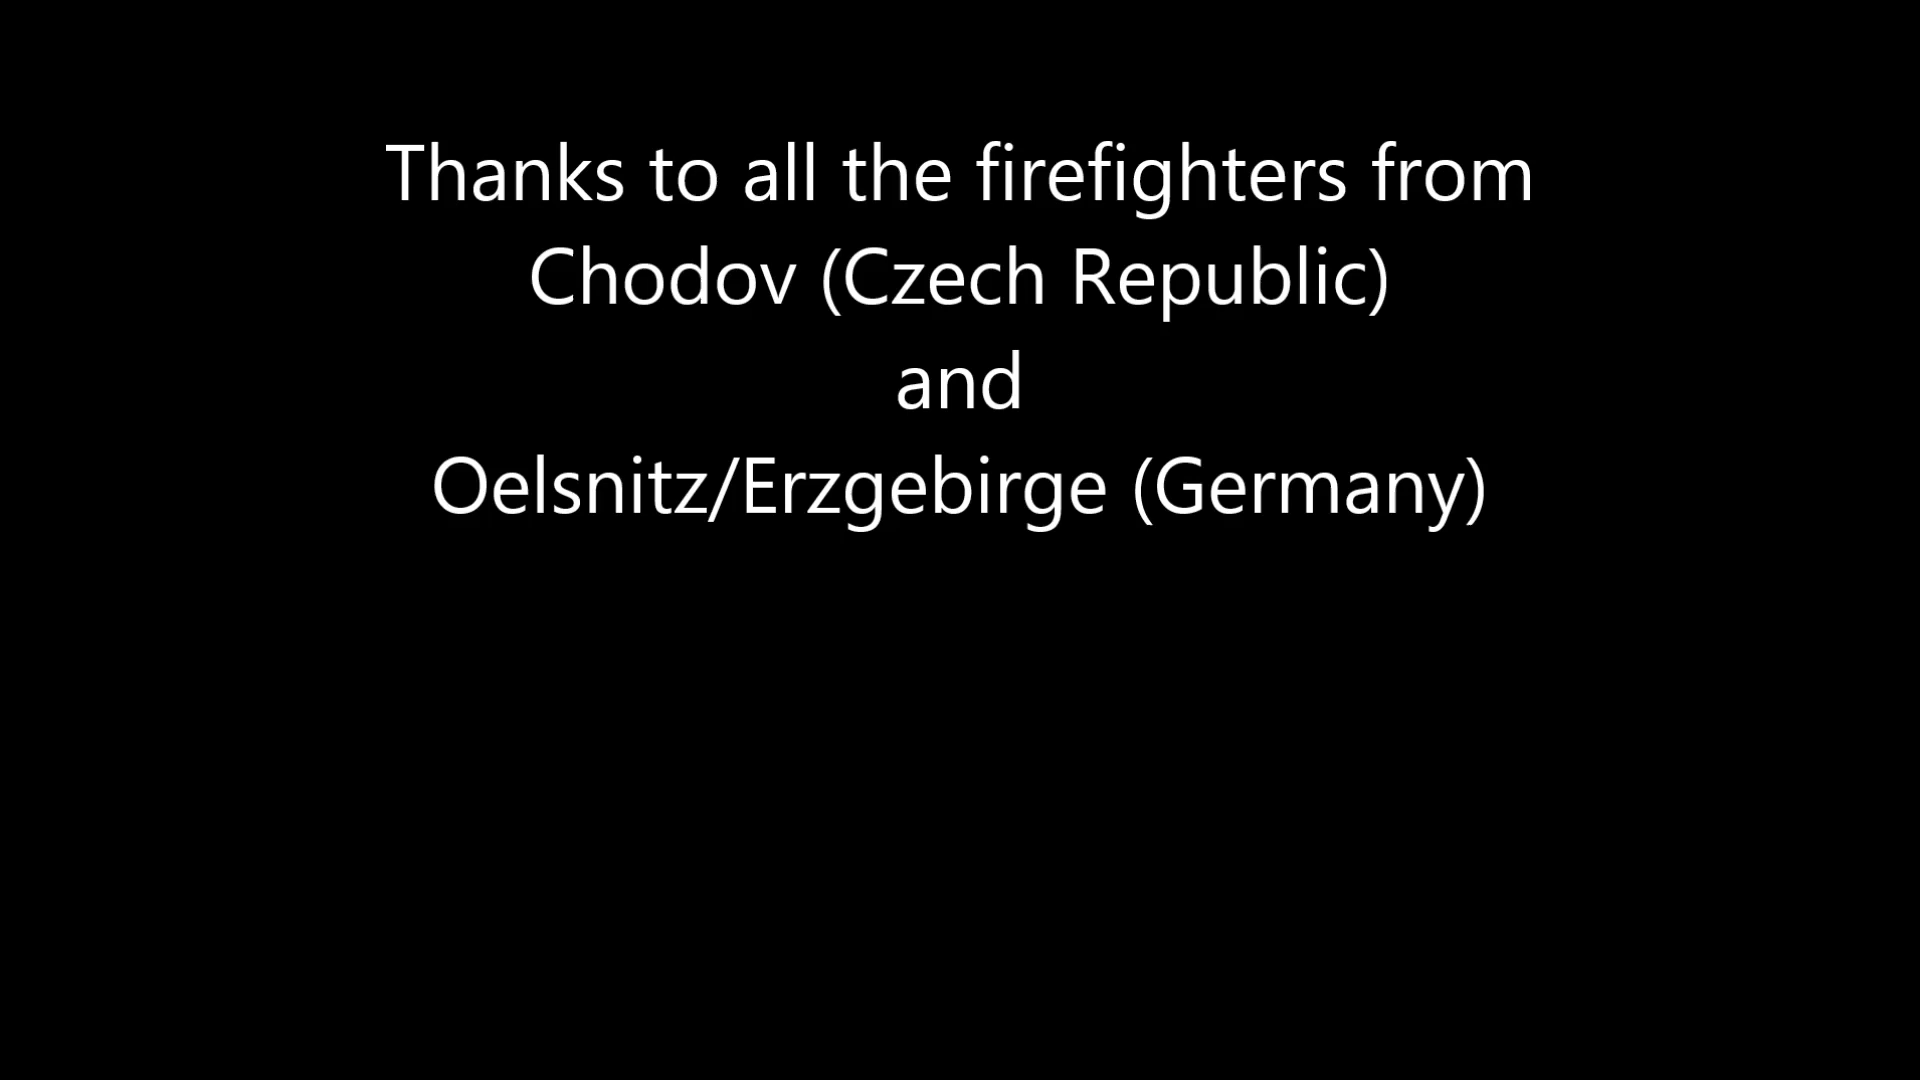 Thanks to all the firefighters from
Chodov (Czech Republic)
and
Oelsnitz/Erzgebirge (Germany)